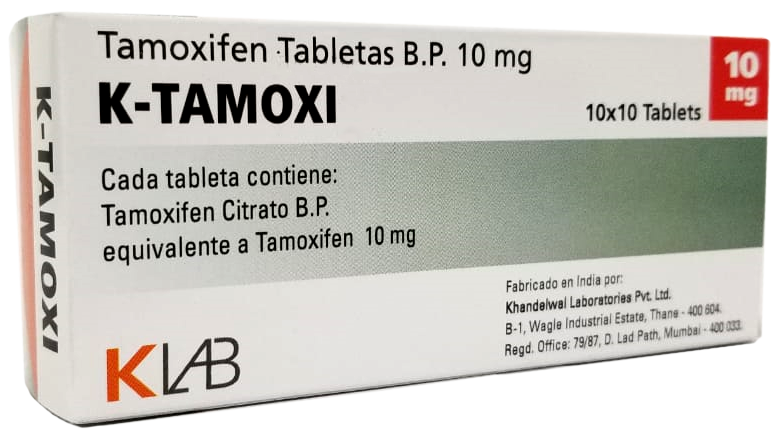 K-TAMOXI
Tamoxifen Tabletas B.P. 10 mg
K-TAMOXI
10x10 Tablets
10
mg
Cada tableta contiene:
Tamoxifen Citrato B.P.
equivalente a Tamoxifen 10 mg
Fabricado en India por:
Khandelwal Laboratories Pvt. Ltd.
B-1, Wagle Industrial Estate, Thane - 400 604.
Regd. Office: 79/87, D. Lad Path, Mumbai - 400 033.
KLAB